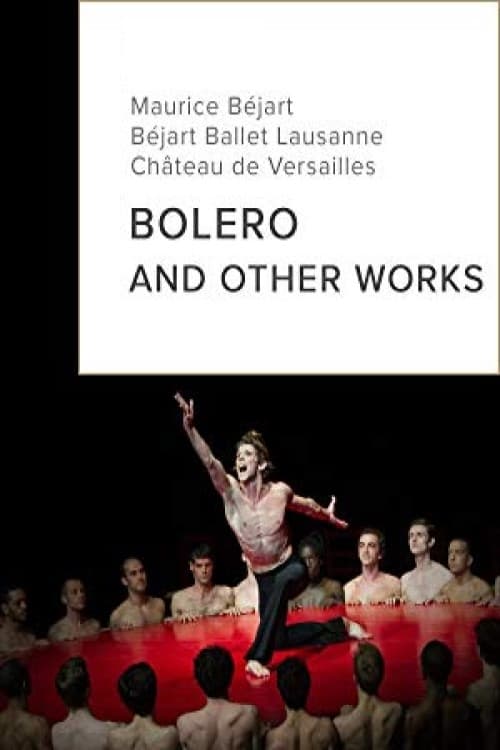 Maurice Béjart
Béjart Ballet Lausanne
Château de Versailles
BOLERO
AND OTHER WORKS